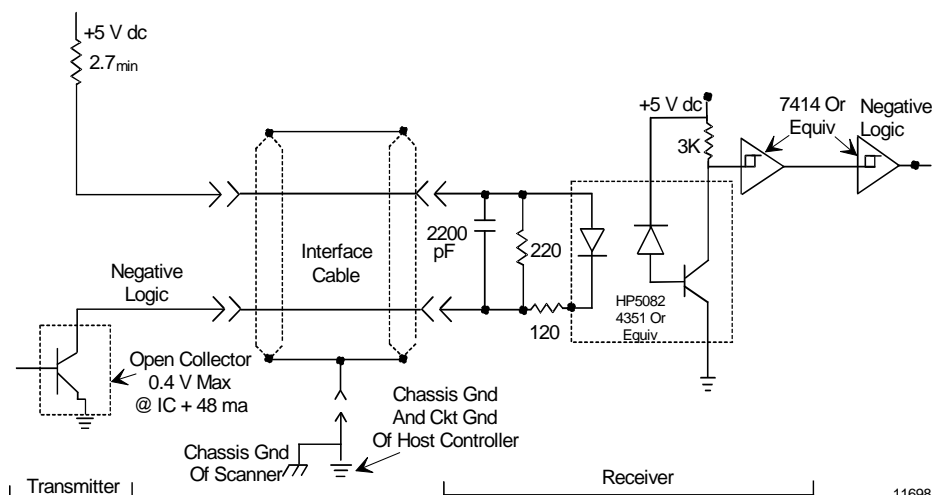 +5 V dc
2.7min
+5 V dc
3K
7414 Or
Equiv
Negative
Logic
2200
pF
220
120
HP5082
4351 Or
Equiv
Interface
Cable
Negative
Logic
Open Collector
0.4 V Max
@ IC + 48 ma
Chassis Gnd
Of Scanner
Chassis Gnd
And Ckt Gnd
Of Host Controller
Transmitter
Receiver
11698